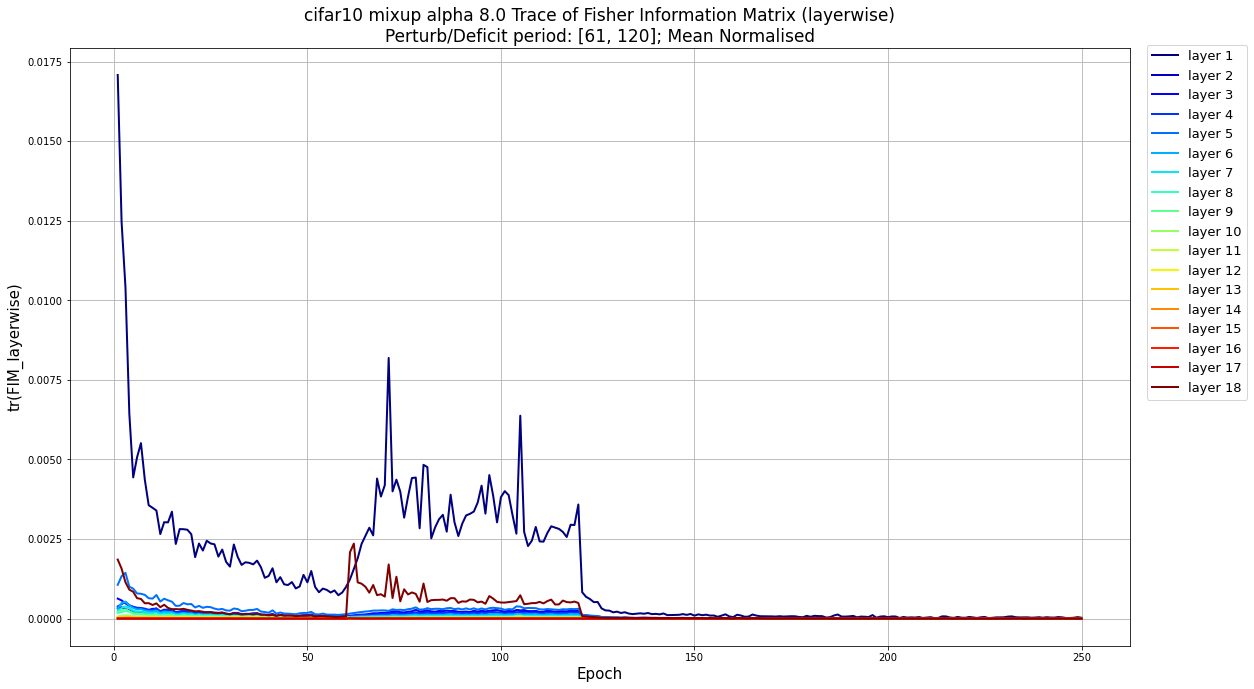 cifar10 mixup alpha 8.0 Trace of Fisher Information Matrix (layerwise)
Perturb/Deficit period: [61, 120]; Mean Normalised
tr(FIM_layerwise)
0.0175
0.0150
0.0125
0.0100
0.0075
0.0050
0.0025
0.0000
0
50
100
150
200
250
Epoch
layer 1
layer 2
layer 3
layer 4
layer 5
layer 6
layer 7
layer 8
layer 9
layer 10
layer 11
layer 12
layer 13
layer 14
layer 15
layer 16
layer 17
layer 18